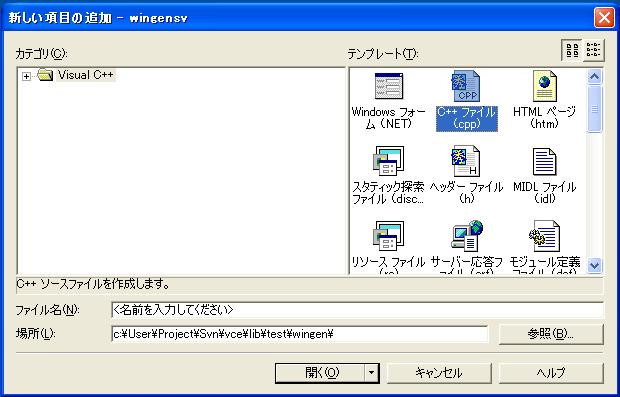 新しい項目の追加 - wingensv
カテゴリ(C):
テンプレート(T):
Visual C++
Windows フォー
ム (.NET)
C++ ファイル
(.cpp)
HTML ページ
(.htm)
スタティック探索
ファイル (.disc...
ヘッダー ファイル
(.h)
MIDL ファイル
(.idl)
リソース ファイル
(.rc)
サーバー応答フ
ァイル (.srf)
モジュール定義
ファイル (.def)
C++ ソースファイルを作成します。
ファイル名(N):
<名前を入力してください>
場所(L):
c:¥User¥Project¥Svn¥vce¥lib¥test¥wingen¥
参照(B)...
開く(O)
キャンセル
ヘルプ